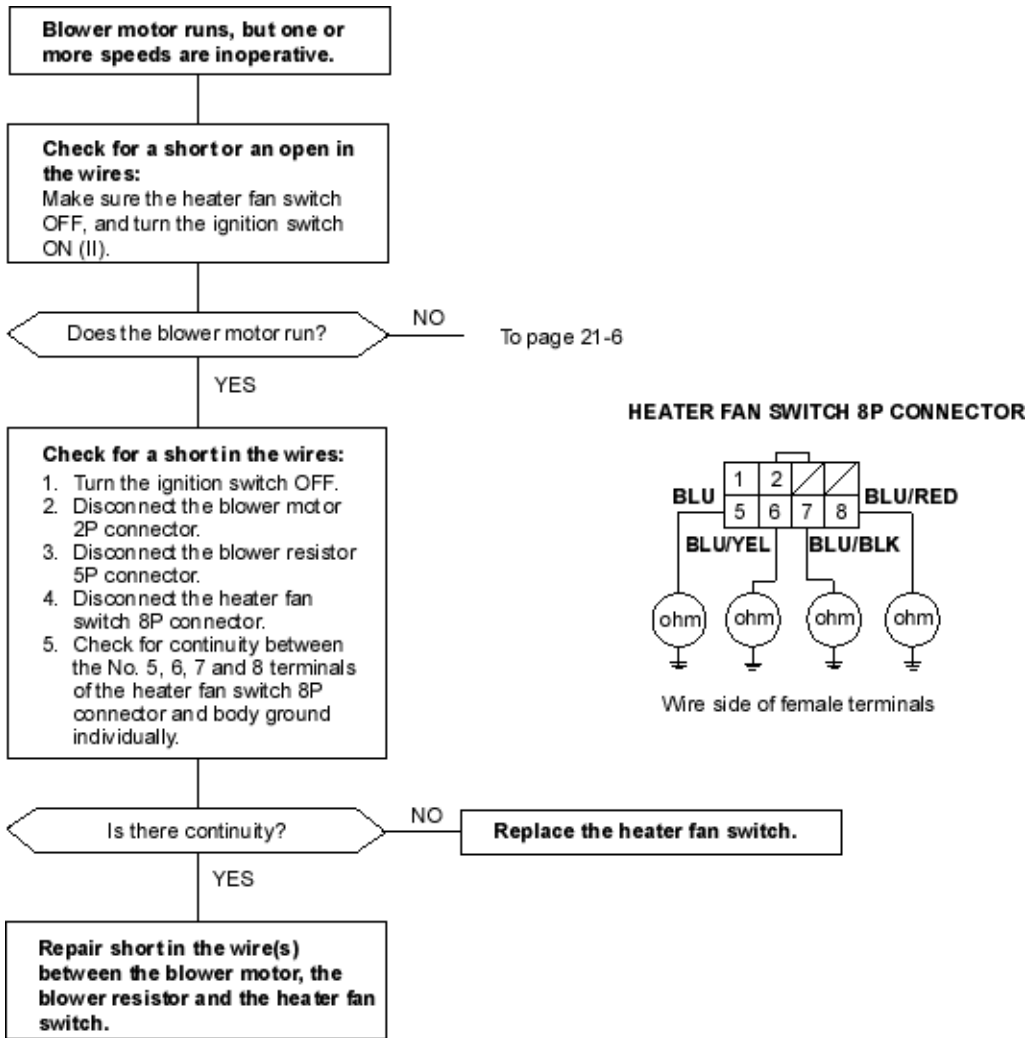 Blower motor runs, but one or
more speeds are inoperative.
Check for a short or an open in
the wires:
Make sure the heater fan switch
OFF, and turn the ignition switch
ON (II).
Does the blower motor run?
NO
To page 21-6
YES
Check for a short in the wires:
1. Turn the ignition switch OFF.
2. Disconnect the blower motor
2P connector.
3. Disconnect the blower resistor
5P connector.
4. Disconnect the heater fan
switch 8P connector.
5. Check for continuity between
the No. 5, 6, 7 and 8 terminals
of the heater fan switch 8P
connector and body ground
individually.
HEATER FAN SWITCH 8P CONNECTOR
1 2
BLU 5 6 7 8 BLU/RED
BLU/YEL BLU/BLK
ohm ohm ohm ohm
Wire side of female terminals
Is there continuity?
NO
Replace the heater fan switch.
YES
Repair short in the wire(s)
between the blower motor, the
blower resistor and the heater fan
switch.